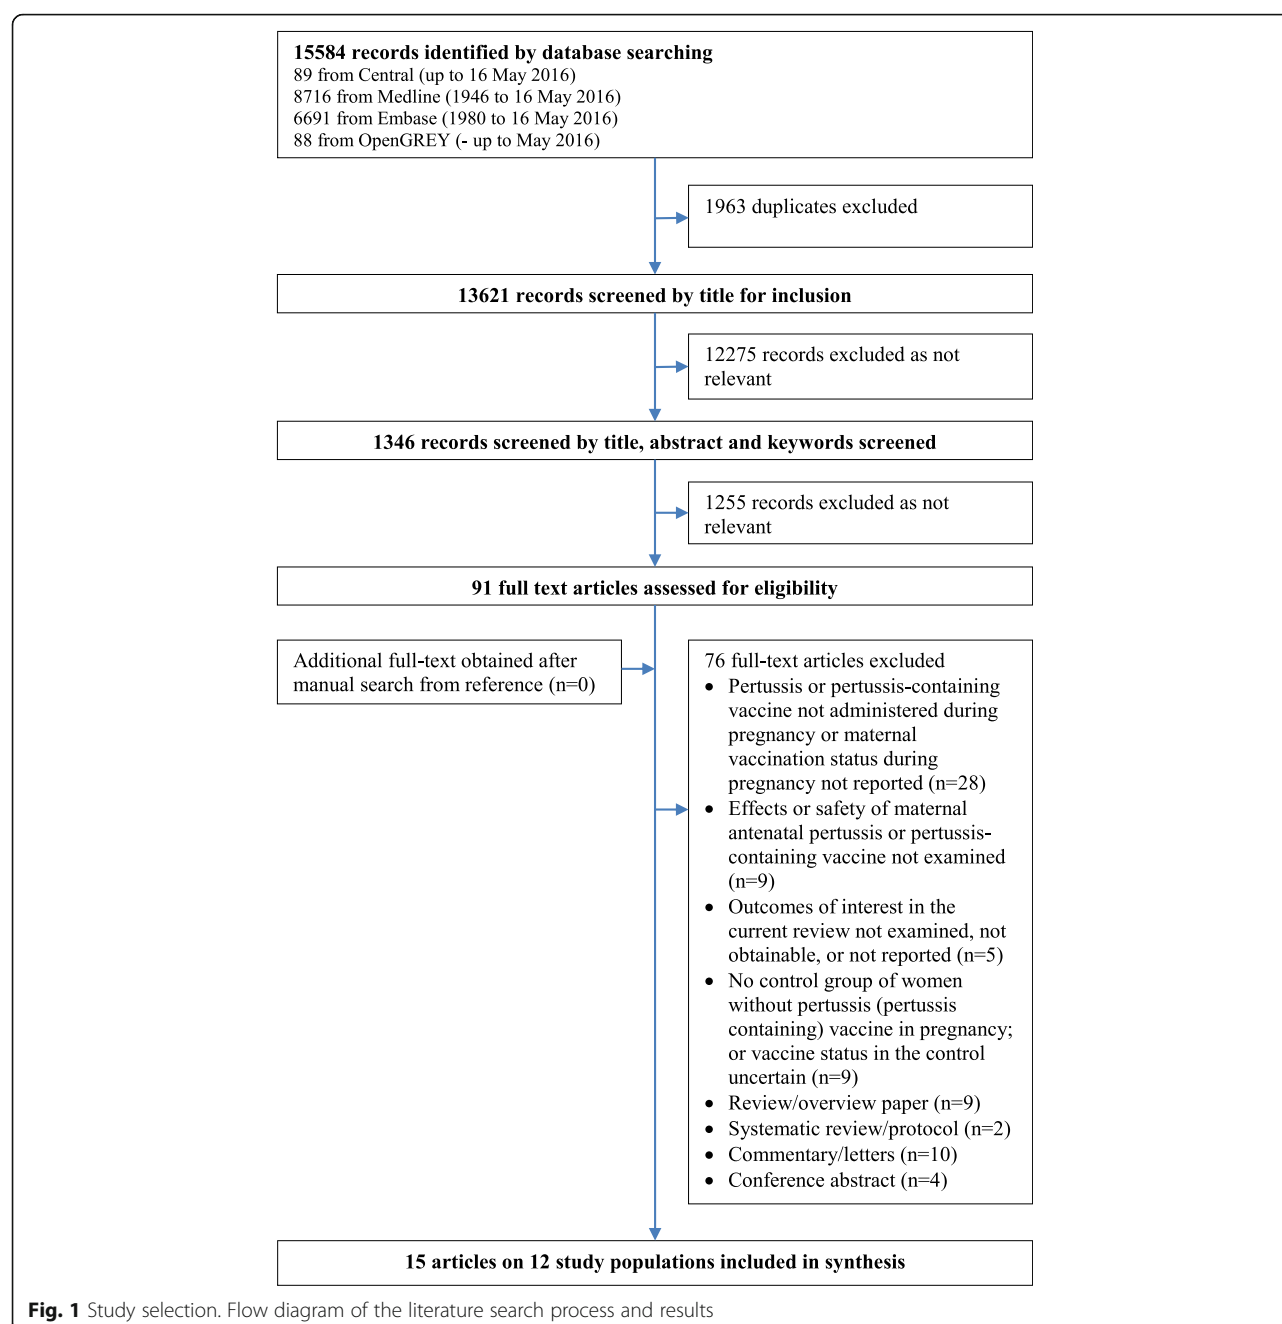 15584 records identified by database searching
89 from Central (up to 16 May 2016)
8716 from Medline (1946 to 16 May 2016)
6691 from Embase (1980 to 16 May 2016)
88 from OpenGREY (- up to May 2016)
1963 duplicates excluded
13621 records screened by title for inclusion
12275 records excluded as not
relevant
1346 records screened by title, abstract and keywords screened
1255 records excluded as not
relevant
91 full text articles assessed for eligibility
Additional full-text obtained after
manual search from reference (n=0)
76 full-text articles excluded
• Pertussis or pertussis-containing
vaccine not administered during
pregnancy or maternal
vaccination status during
pregnancy not reported (n=28)
• Effects or safety of maternal
antenatal pertussis or pertussis-
containing vaccine not examined
(n=9)
• Outcomes of interest in the
current review not examined, not
obtainable, or not reported (n=5)
• No control group of women
without pertussis (pertussis
containing) vaccine in pregnancy;
or vaccine status in the control
uncertain (n=9)
• Review/overview paper (n=9)
• Systematic review/protocol (n=2)
• Commentary/letters (n=10)
• Conference abstract (n=4)
15 articles on 12 study populations included in synthesis
Fig. 1 Study selection. Flow diagram of the literature search process and results